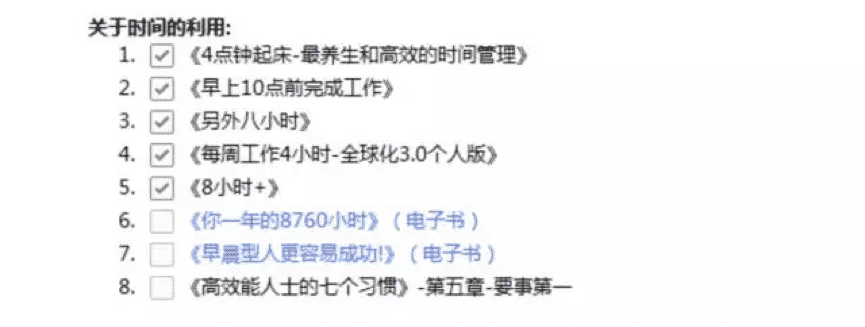 关于时间的利用:
1. 《4点钟起床-最养生和高效的时间管理》
2. 《早上10点前完成工作》
3. 《另外八小时》
4. 《每周工作4小时-全球化3.0个人版》
5. 《8小时+》
6. 《你一年的8760小时》（电子书）
7. 《早晨型人更容易成功!》（电子书）
8. 《高效能人士的七个习惯》-第五章-要事第一